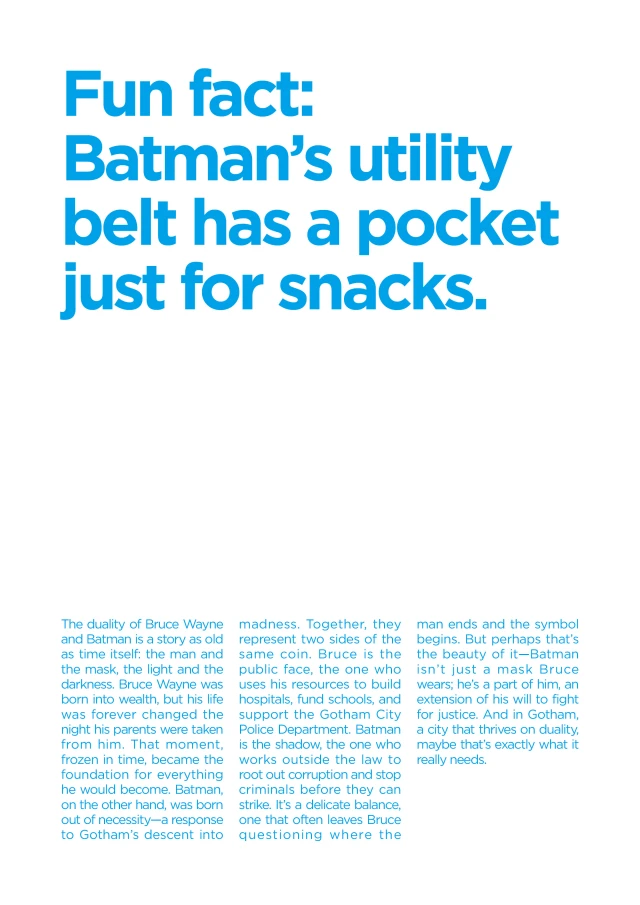 Fun fact:
Batman’s utility
belt has a pocket
just for snacks.
The duality of Bruce Wayne
and Batman is a story as old
as time itself: the man and
the mask, the light and the
darkness. Bruce Wayne was
born into wealth, but his life
was forever changed the
night his parents were taken
from him. That moment,
frozen in time, became the
foundation for everything
he would become. Batman,
on the other hand, was born
out of necessity—a response
to Gotham’s descent into
madness. Together, they
represent two sides of the
same coin. Bruce is the
public face, the one who
uses his resources to build
hospitals, fund schools, and
support the Gotham City
Police Department. Batman
is the shadow, the one who
works outside the law to
root out corruption and stop
criminals before they can
strike. It’s a delicate balance,
one that often leaves Bruce
questioning where the
man ends and the symbol
begins. But perhaps that’s
the beauty of it—Batman
isn’t just a mask Bruce
wears; he’s a part of him, an
extension of his will to fight
for justice. And in Gotham,
a city that thrives on duality,
maybe that’s exactly what it
really needs.